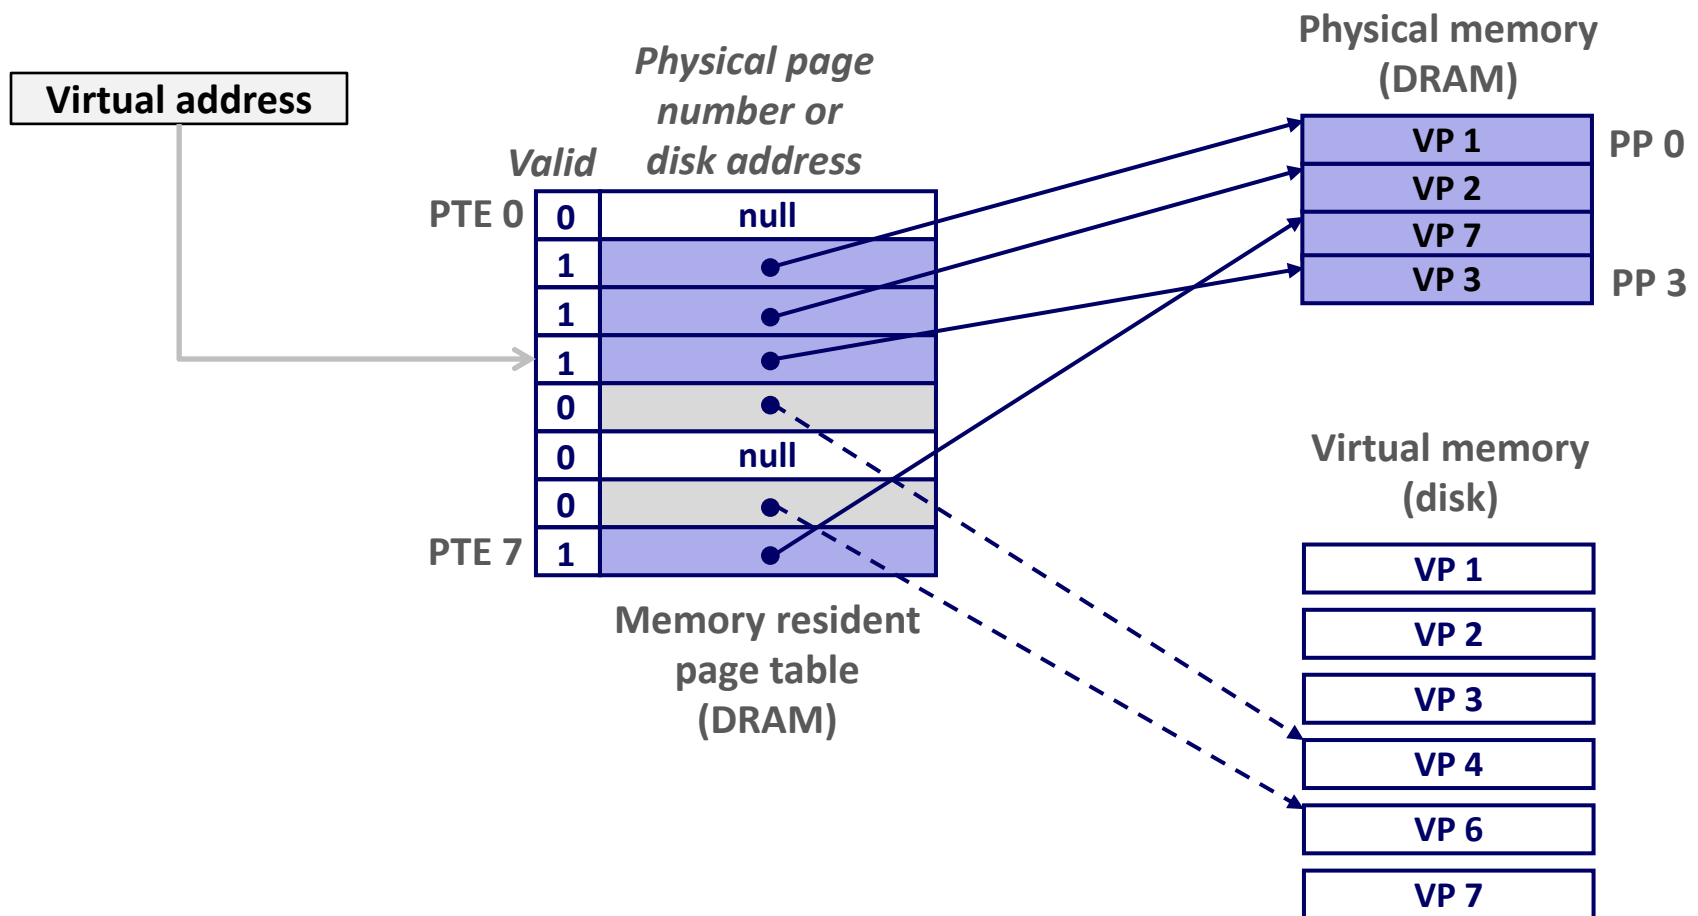 Virtual address
Physical page
number or
disk address
Valid
PTE 0
0
null
1
1
1
0
0
null
0
PTE 7
1
Memory resident
page table
(DRAM)
Physical memory
(DRAM)
VP 1
PP 0
VP 2
VP 7
VP 3
PP 3
Virtual memory
(disk)
VP 1
VP 2
VP 3
VP 4
VP 6
VP 7